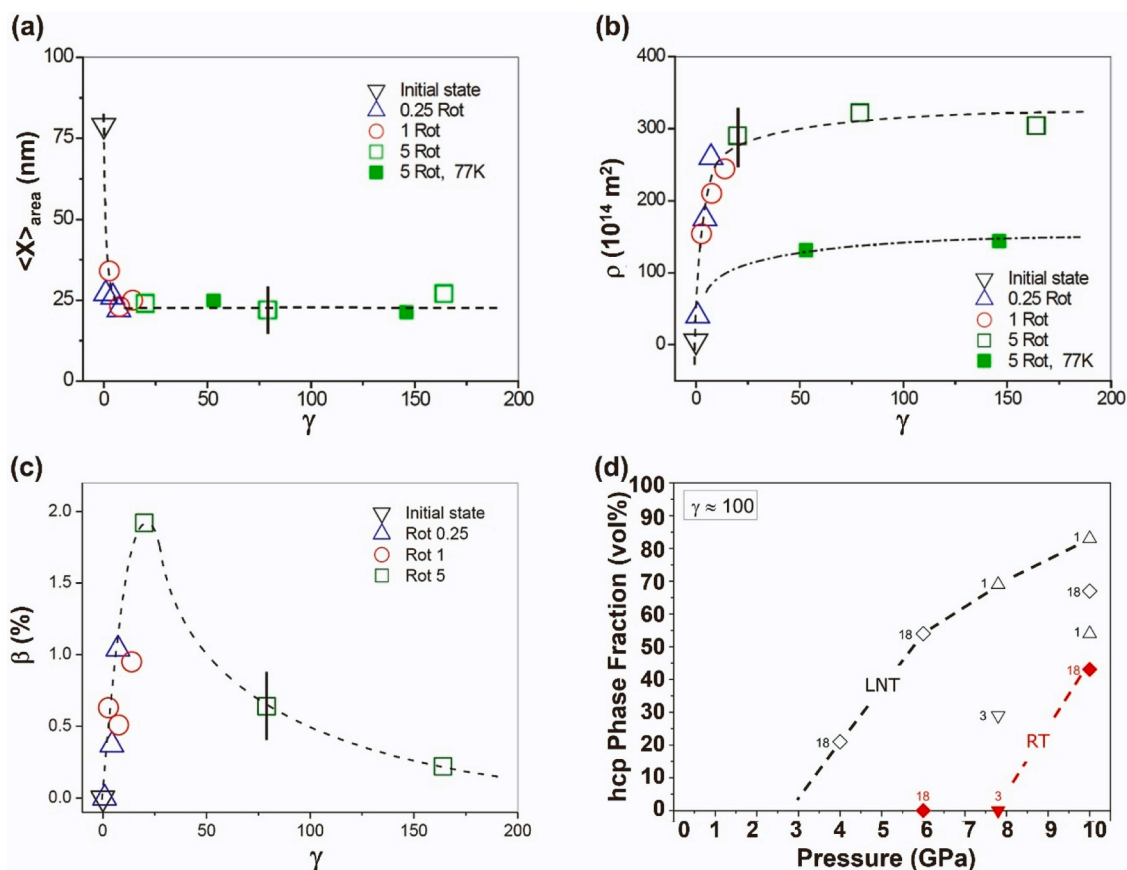 (a)
100
75
50
25
0
<X>area (nm)
Initial state
0.25 Rot
1 Rot
5 Rot
5 Rot, 77K
0 50 100 150 200
γ
(b)
400
300
200
100
0
ρ (10¹⁴ m²)
Initial state
0.25 Rot
1 Rot
5 Rot
5 Rot, 77K
0 50 100 150 200
γ
(c)
2.0
1.5
1.0
0.5
0.0
β (%)
Initial state
Rot 0.25
Rot 1
Rot 5
0 50 100 150 200
γ
(d)
100
90
80
70
60
50
40
30
20
10
0
hcp Phase Fraction (vol%)
γ ≈ 100
1
1
18
1
18
18
LNT
3
18
RT
18
3
0 1 2 3 4 5 6 7 8 9 10
Pressure (GPa)